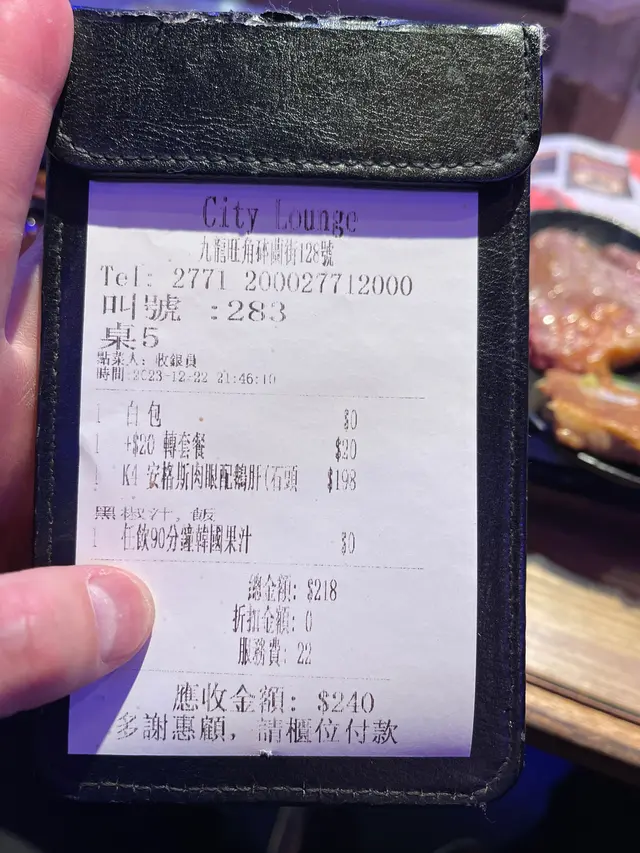 City Lounge
九龍旺角砵蘭街128號
Tel: 2771 200027712000
叫號 :283
桌5
點菜人: 收銀員
時間:2023-12-22 21:46:10
1 白包 $0
1 +$20 轉套餐 $20
1 K4 安格斯肉眼配鵝肝(石頭 $198
黑椒汁, 飯
1 任飲90分鐘韓國果汁 $0
總金額: $218
折扣金額: 0
服務費: 22
應收金額: $240
多謝惠顧, 請櫃位付款